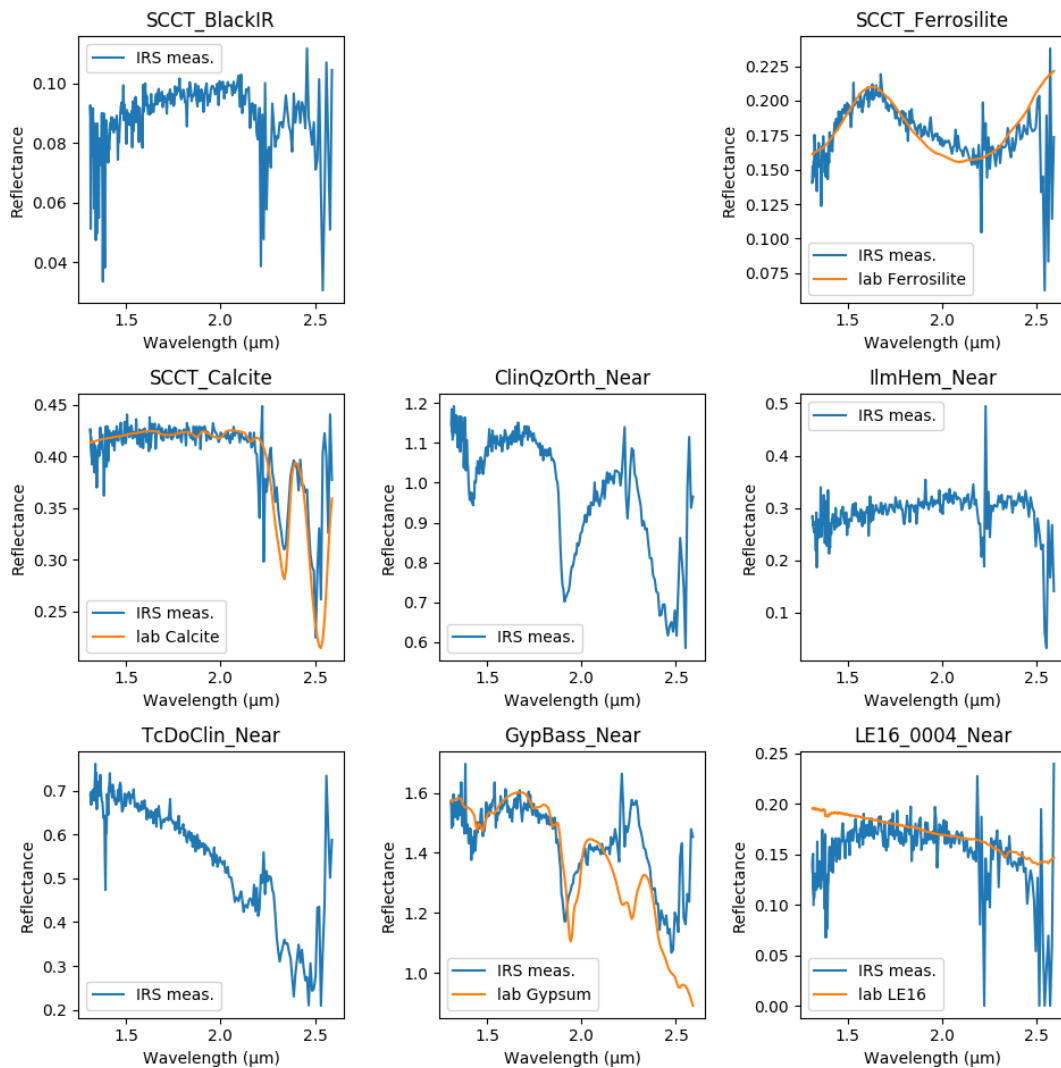 SCCT_BlackIR
IRS meas.
0.10
0.08
0.06
0.04
Reflectance
1.5 2.0 2.5
Wavelength (μm)
SCCT_Ferrosilite
0.225
0.200
0.175
0.150
0.125
0.100
0.075
Reflectance
IRS meas.
lab Ferrosilite
1.5 2.0 2.5
Wavelength (μm)
SCCT_Calcite
0.45
0.40
0.35
0.30
0.25
Reflectance
IRS meas.
lab Calcite
1.5 2.0 2.5
Wavelength (μm)
ClinQzOrth_Near
1.2
1.1
1.0
0.9
0.8
0.7
0.6
Reflectance
IRS meas.
1.5 2.0 2.5
Wavelength (μm)
IlmHem_Near
IRS meas.
0.5
0.4
0.3
0.2
0.1
Reflectance
1.5 2.0 2.5
Wavelength (μm)
TcDoClin_Near
0.7
0.6
0.5
0.4
0.3
0.2
Reflectance
IRS meas.
1.5 2.0 2.5
Wavelength (μm)
GypBass_Near
1.6
1.4
1.2
1.0
Reflectance
IRS meas.
lab Gypsum
1.5 2.0 2.5
Wavelength (μm)
LE16_0004_Near
0.25
0.20
0.15
0.10
0.05
0.00
Reflectance
IRS meas.
lab LE16
1.5 2.0 2.5
Wavelength (μm)